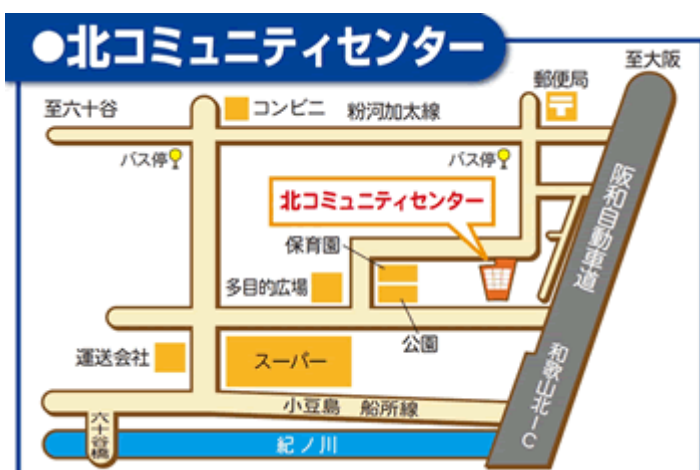 ●北コミュニティセンター
至大阪
郵便局
至六十谷
コンビニ
粉河加太線
バス停
バス停
阪和自動車道
北コミュニティセンター
保育園
多目的広場
公園
運送会社
スーパー
和歌山北IC
小豆島 船所線
六十谷橋
紀ノ川